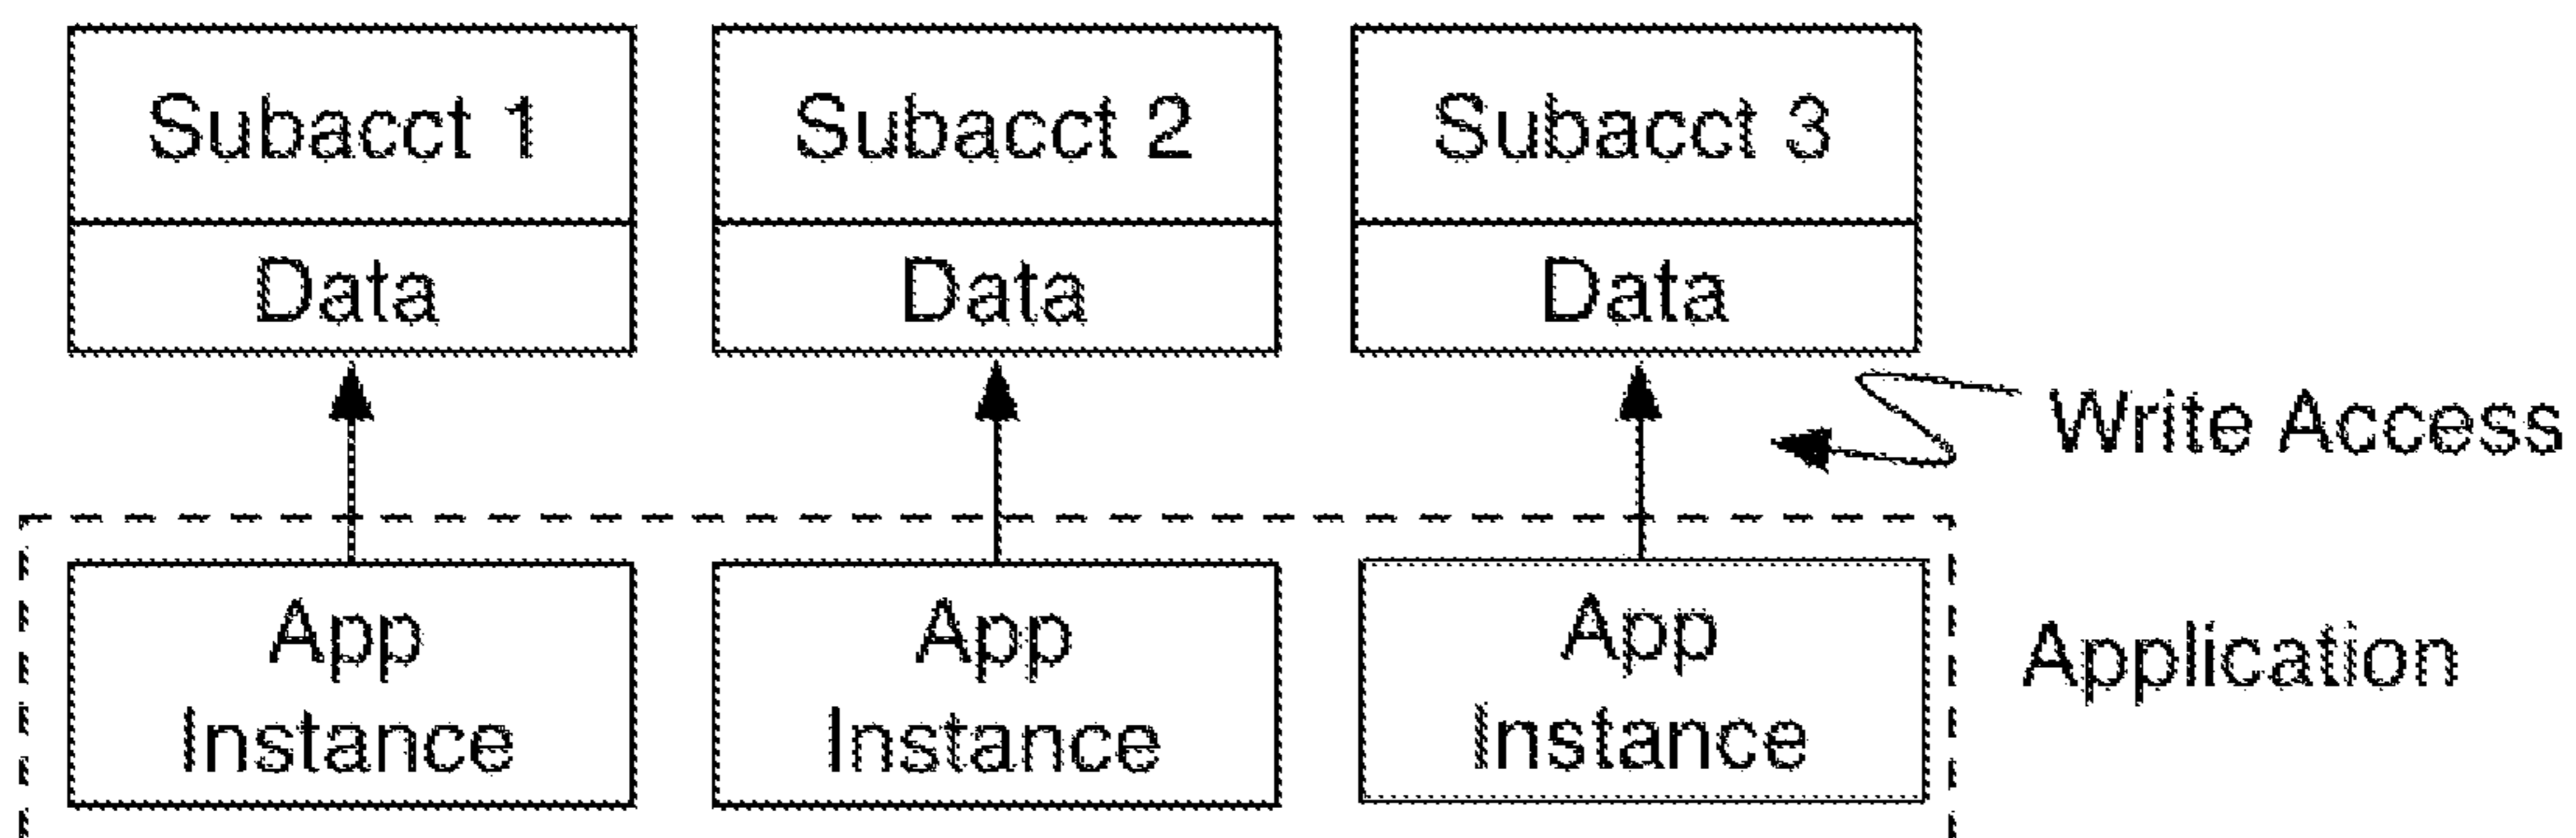 Subacct 1
Subacct 2
Subacct 3
Data
Data
Data
Write Access
App
Instance
App
Instance
App
Instance
Application